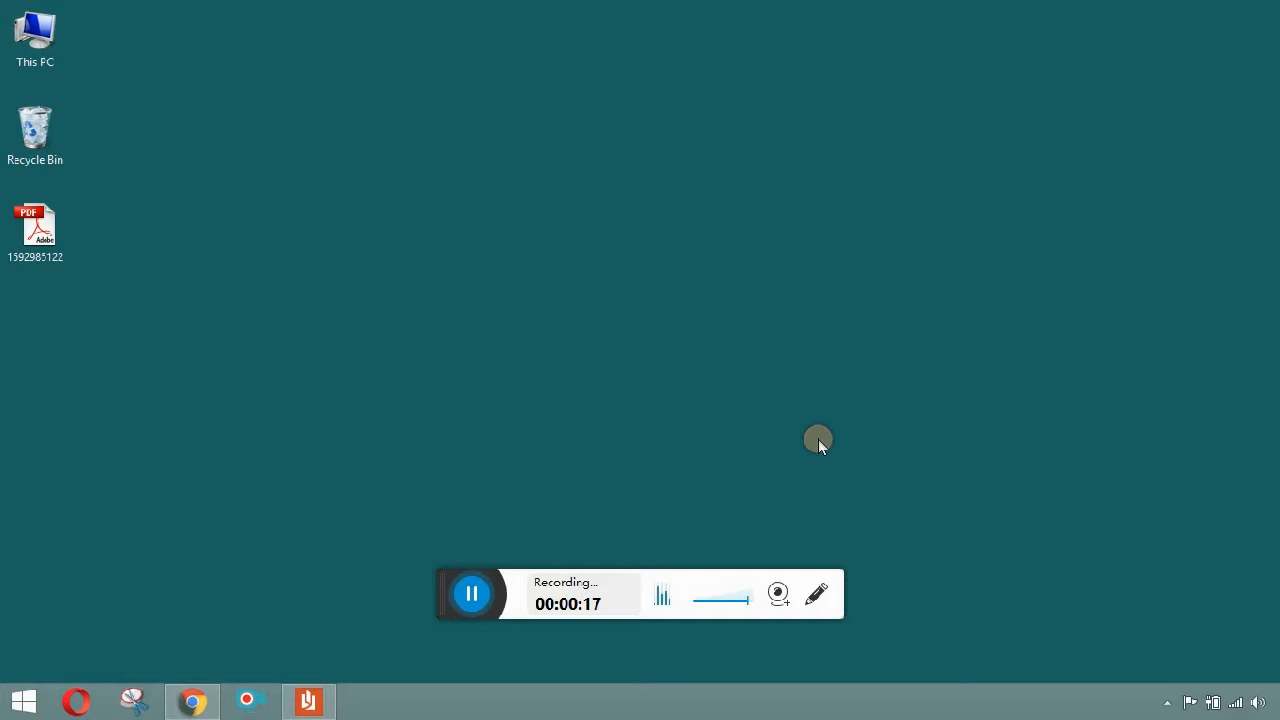 This PC
Recycle Bin
PDF
Adobe
1592985122
Recording...
00:00:17